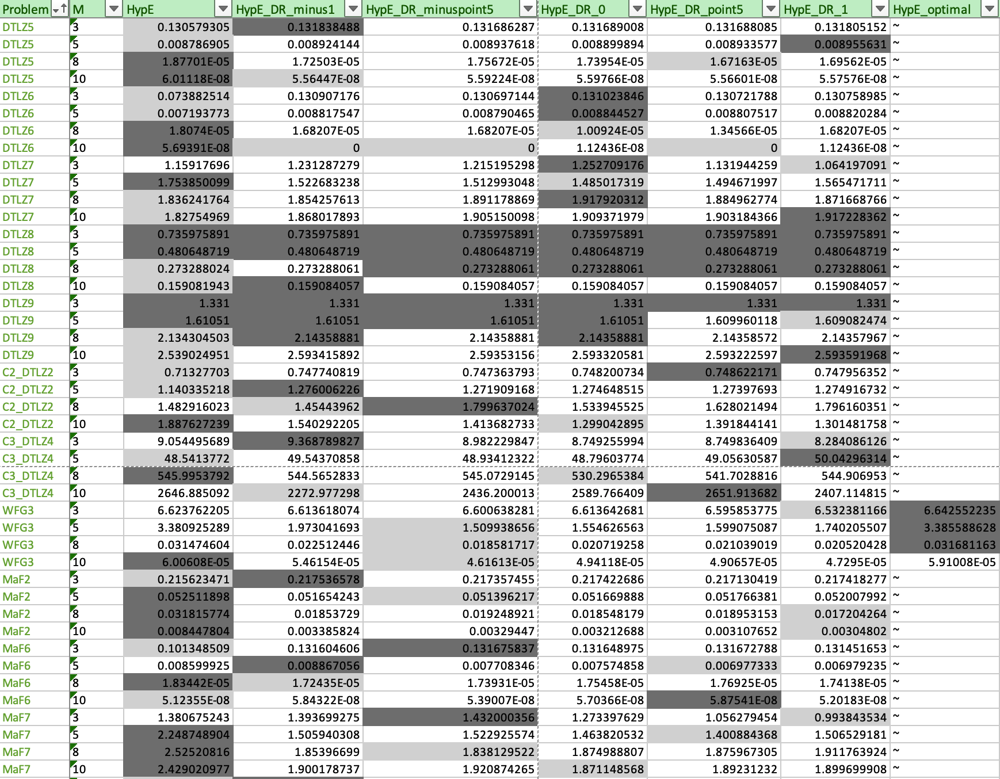 Problem M HypE HypE_DR_minus1 HypE_DR_minuspoint5 HypE_DR_0 HypE_DR_point5 HypE_DR_1 HypE_optimal
DTLZ5 3 0.130579305 0.131838488 0.131686287 0.131689008 0.131688085 0.131805152 ~
DTLZ5 5 0.008786905 0.008924144 0.008937618 0.008899894 0.008933577 0.008955631 ~
DTLZ5 8 1.87701E-05 1.72503E-05 1.75672E-05 1.73954E-05 1.67163E-05 1.69562E-05 ~
DTLZ5 10 6.01118E-08 5.56447E-08 5.59224E-08 5.59766E-08 5.56601E-08 5.57576E-08 ~
DTLZ6 3 0.073882514 0.130907176 0.130697144 0.131023846 0.130721788 0.130758985 ~
DTLZ6 5 0.007193773 0.008817547 0.008790465 0.008844527 0.008807517 0.008820284 ~
DTLZ6 8 1.8074E-05 1.68207E-05 1.68207E-05 1.00924E-05 1.34566E-05 1.68207E-05 ~
DTLZ6 10 5.69391E-08 0 0 1.12436E-08 0 1.12436E-08 ~
DTLZ7 3 1.15917696 1.231287279 1.215195298 1.252709176 1.131944259 1.064197091 ~
DTLZ7 5 1.753850099 1.522683238 1.512993048 1.485017319 1.494671997 1.565471711 ~
DTLZ7 8 1.836241764 1.854257613 1.891178869 1.917920312 1.884962774 1.871668766 ~
DTLZ7 10 1.82754969 1.868017893 1.905150098 1.909371979 1.903184366 1.917228362 ~
DTLZ8 3 0.735975891 0.735975891 0.735975891 0.735975891 0.735975891 0.735975891 ~
DTLZ8 5 0.480648719 0.480648719 0.480648719 0.480648719 0.480648719 0.480648719 ~
DTLZ8 8 0.273288024 0.273288061 0.273288061 0.273288061 0.273288061 0.273288061 ~
DTLZ8 10 0.159081943 0.159084057 0.159084057 0.159084057 0.159084057 0.159084057 ~
DTLZ9 3 1.331 1.331 1.331 1.331 1.331 1.331 ~
DTLZ9 5 1.61051 1.61051 1.61051 1.61051 1.609960118 1.609082474 ~
DTLZ9 8 2.134304503 2.14358881 2.14358881 2.14358881 2.14358572 2.14357967 ~
DTLZ9 10 2.539024951 2.593415892 2.59353156 2.593320581 2.593222597 2.593591968 ~
C2_DTLZ2 3 0.71327703 0.747740819 0.747363793 0.748200734 0.748622171 0.747956352 ~
C2_DTLZ2 5 1.140335218 1.276006226 1.271909168 1.274648515 1.27397693 1.274916732 ~
C2_DTLZ2 8 1.482916023 1.45443962 1.799637024 1.533945525 1.628021494 1.796160351 ~
C2_DTLZ2 10 1.887627239 1.540292205 1.413682733 1.299042895 1.391844141 1.301481758 ~
C3_DTLZ4 3 9.054495689 9.368789827 8.982229847 8.749255994 8.749836409 8.284086126 ~
C3_DTLZ4 5 48.5413772 49.54370858 48.93412322 48.79603774 49.05630587 50.04296314 ~
C3_DTLZ4 8 545.9953792 544.5652833 545.0729145 530.2965384 541.7028816 544.906953 ~
C3_DTLZ4 10 2646.885092 2272.977298 2436.200013 2589.766409 2651.913682 2407.114815 ~
WFG3 3 6.623762205 6.613618074 6.600638281 6.613642681 6.595853775 6.532381166 6.642552235
WFG3 5 3.380925289 1.973041693 1.509938656 1.554626563 1.599075087 1.740205507 3.385588628
WFG3 8 0.031474604 0.022512446 0.018581717 0.020719258 0.021039019 0.020520428 0.031681163
WFG3 10 6.00608E-05 5.46154E-05 4.61613E-05 4.94118E-05 4.90657E-05 4.7295E-05 5.91008E-05
MaF2 3 0.215623471 0.217536578 0.217357455 0.217422686 0.217130419 0.217418277 ~
MaF2 5 0.052511898 0.051654243 0.051396217 0.051669888 0.051766381 0.052007992 ~
MaF2 8 0.031815774 0.01853729 0.019248921 0.018548179 0.018953153 0.017204264 ~
MaF2 10 0.008447804 0.003385824 0.00329447 0.003212688 0.003107652 0.00304802 ~
MaF6 3 0.101348509 0.131604606 0.131675837 0.131648975 0.131672788 0.131451653 ~
MaF6 5 0.008599925 0.008867056 0.007708346 0.007574858 0.006977333 0.006979235 ~
MaF6 8 1.83442E-05 1.72435E-05 1.73931E-05 1.75458E-05 1.76925E-05 1.74138E-05 ~
MaF6 10 5.12355E-08 5.84322E-08 5.39007E-08 5.70366E-08 5.87541E-08 5.20183E-08 ~
MaF7 3 1.380675243 1.393699275 1.432000356 1.273397629 1.056279454 0.993843534 ~
MaF7 5 2.248748904 1.505940308 1.522925574 1.463820532 1.400884368 1.506529181 ~
MaF7 8 2.52520816 1.85396699 1.838129522 1.874988807 1.875967305 1.911763924 ~
MaF7 10 2.429020977 1.900178737 1.920874265 1.871148568 1.89231232 1.899699908 ~